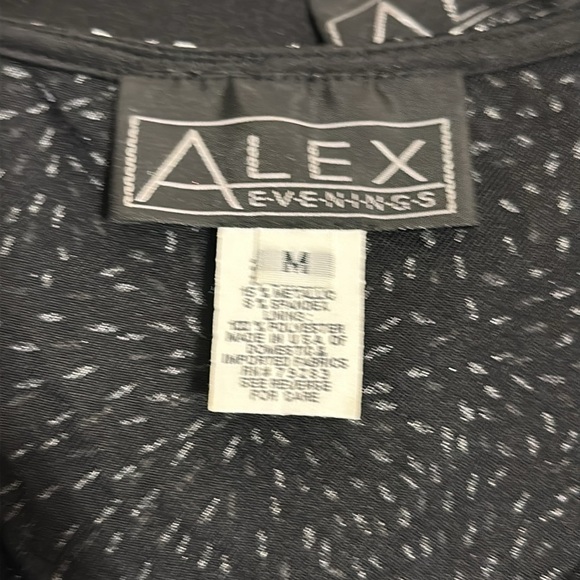 ALEX
EVENINGS
M
15% METALLIC
8% SPANDEX
LINING:
100% POLYESTER
MADE IN U.S.A. OF
DOMESTIC &
IMPORTED FABRICS
RN# 79283
SEE REVERSE
FOR CARE